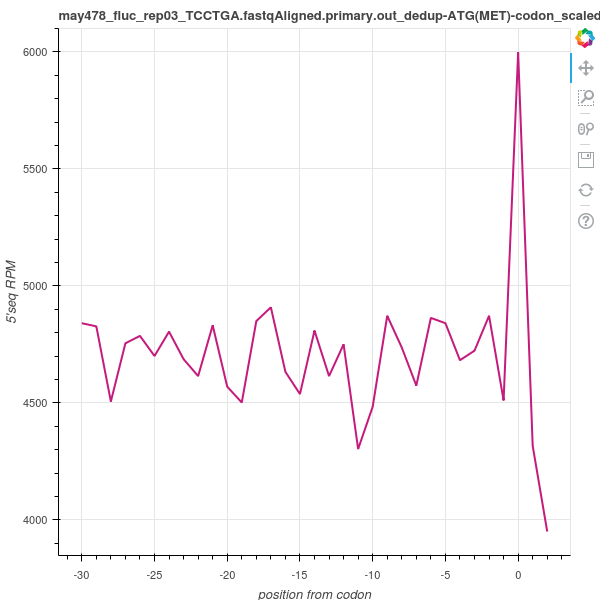 may478_fluc_rep03_TCCTGA.fastqAligned.primary.out_dedup-ATG(MET)-codon_scaled
6000
5500
5000
4500
4000
5'seq RPM
-30 -25 -20 -15 -10 -5 0
position from codon
?